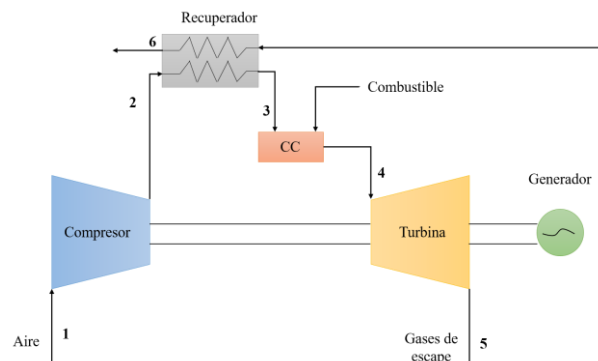 Recuperador
6
2
3
Combustible
CC
4
Generador
Compresor
Turbina
1
Aire
Gases de
escape
5